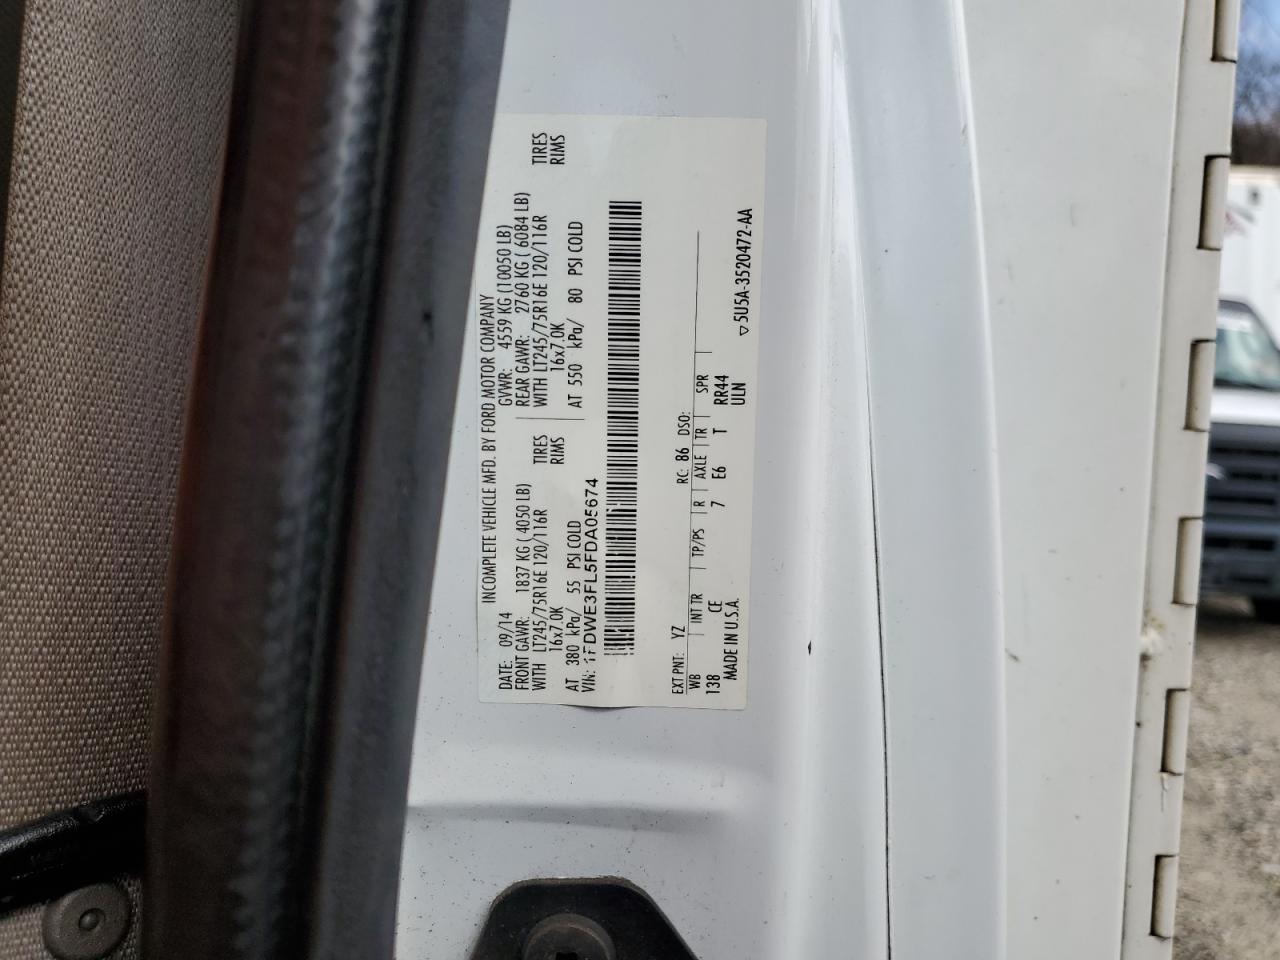 INCOMPLETE VEHICLE MFD. BY FORD MOTOR COMPANY
DATE: 09/14 GVWR: 4559 KG (10050 LB)
FRONT GAWR: 1837 KG ( 4050 LB) REAR GAWR: 2760 KG ( 6084 LB)
WITH LT245/75R16E 120/116R TIRES WITH LT245/75R16E 120/116R TIRES
16x7.0K RIMS 16x7.0K RIMS
AT 380 kPa/ 55 PSI COLD AT 550 kPa/ 80 PSI COLD
VIN: 1FDWE3FL5FDA05674
EXT PNT: YZ RC: 86 DSO:
WB INT TR TP/PS R AXLE TR SPR
138 CE 7 E6 T RR44
MADE IN U.S.A. ULN
▽5U5A-3520472-AA